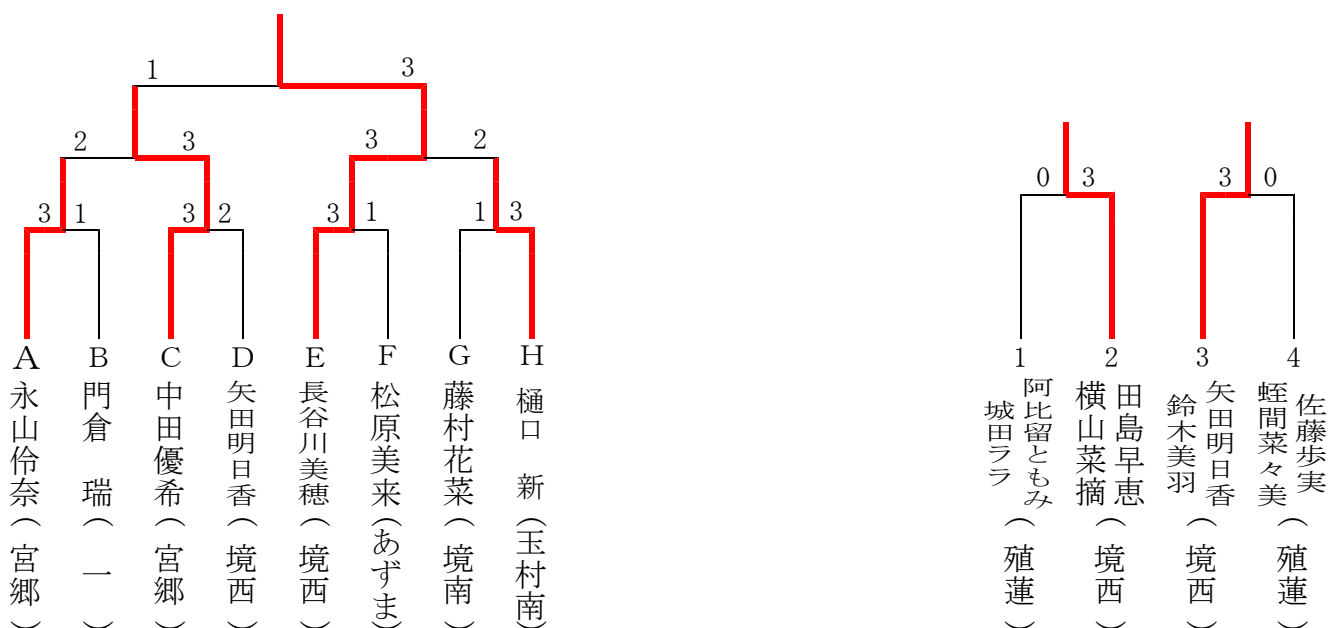 1 3
2 3 3 2
3 1 3 2 3 1 1 3
0 3 3 0
A B C D E F G H
永山伶奈(宮郷)
門倉 瑞(一)
中田優希(宮郷)
矢田明日香(境西)
長谷川美穂(境西)
松原美来(あずま)
藤村花菜(境南)
樋口 新(玉村南)
1 2 3 4
阿比留ともみ
城田ララ
(殖蓮)
田島早恵
横山菜摘
(境西)
矢田明日香
鈴木美羽
(境西)
佐藤歩実
蛭間菜々美
(殖蓮)